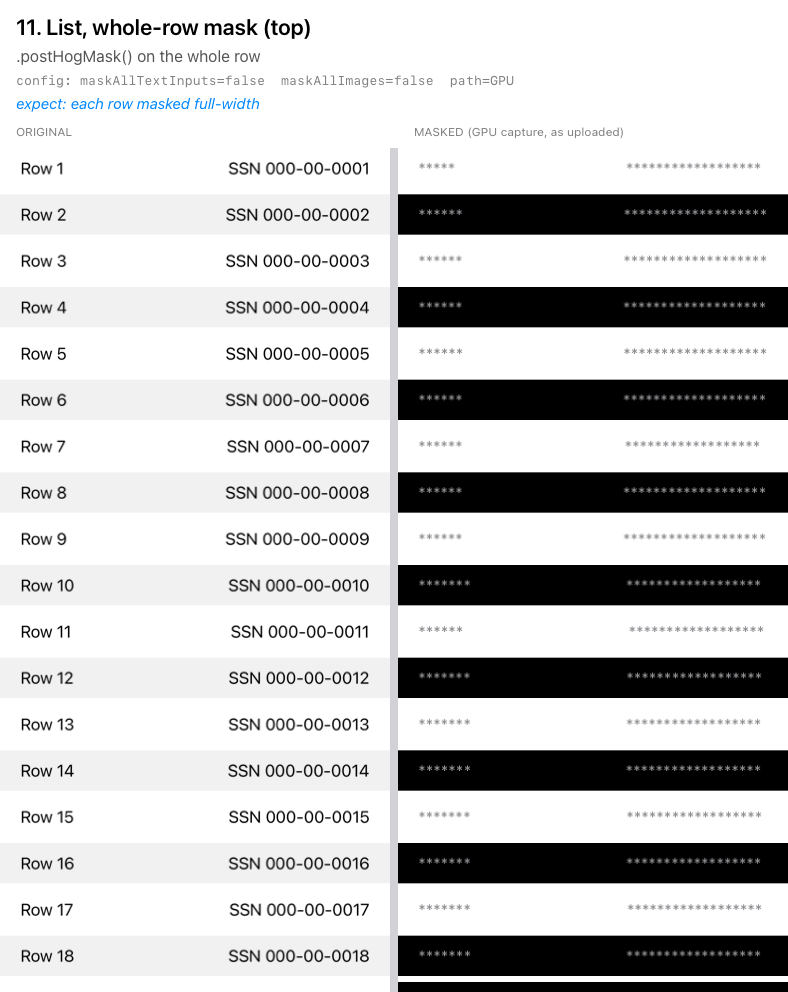 11. List, whole-row mask (top)
.postHogMask() on the whole row
config: maskAllTextInputs=false maskAllImages=false path=GPU
expect: each row masked full-width
ORIGINAL MASKED (GPU capture, as uploaded)
Row 1 SSN 000-00-0001 ***** ******************
Row 2 SSN 000-00-0002 ****** *******************
Row 3 SSN 000-00-0003 ****** *******************
Row 4 SSN 000-00-0004 ****** *******************
Row 5 SSN 000-00-0005 ****** *******************
Row 6 SSN 000-00-0006 ****** *******************
Row 7 SSN 000-00-0007 ****** ******************
Row 8 SSN 000-00-0008 ****** *******************
Row 9 SSN 000-00-0009 ****** *******************
Row 10 SSN 000-00-0010 ******* ******************
Row 11 SSN 000-00-0011 ****** ******************
Row 12 SSN 000-00-0012 ******* ******************
Row 13 SSN 000-00-0013 ******* ******************
Row 14 SSN 000-00-0014 ******* ******************
Row 15 SSN 000-00-0015 ******* ******************
Row 16 SSN 000-00-0016 ******* ******************
Row 17 SSN 000-00-0017 ******* ******************
Row 18 SSN 000-00-0018 ******* ******************